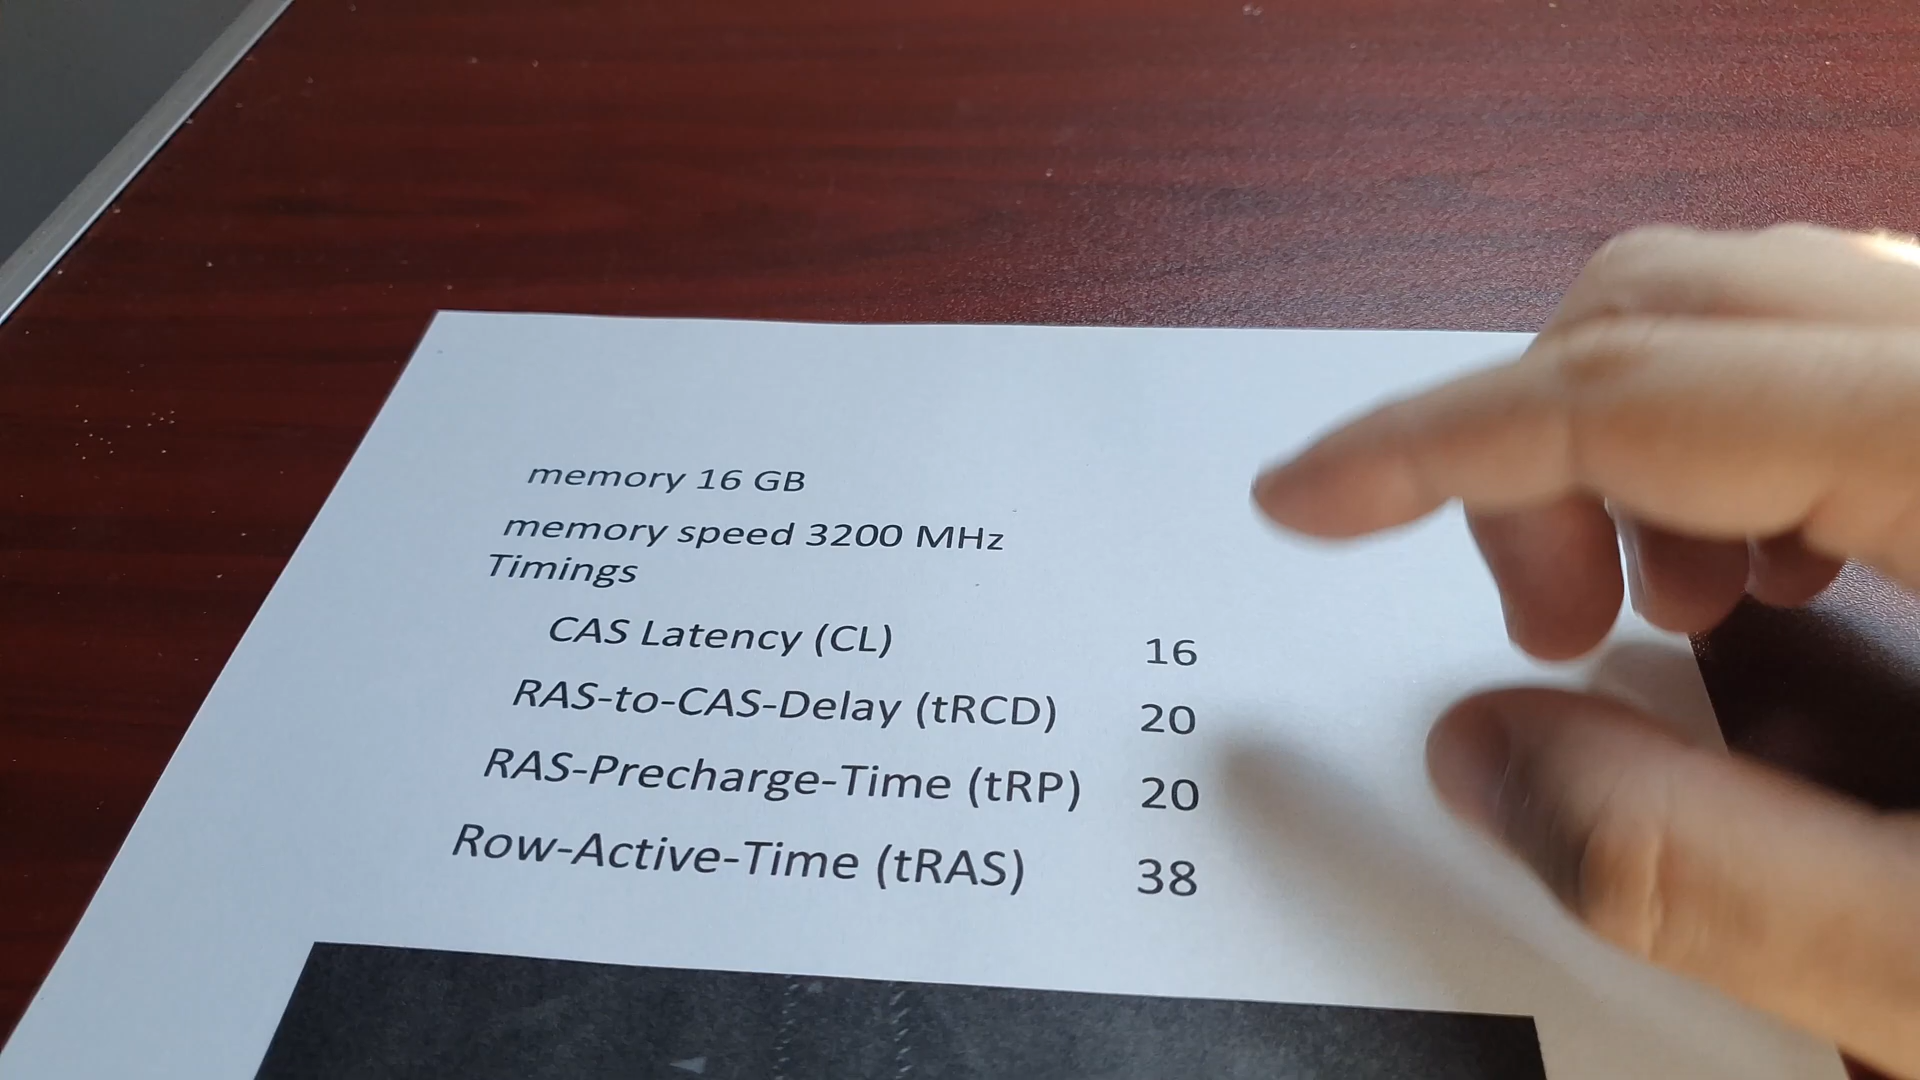 memory 16 GB
memory speed 3200 MHz
Timings
CAS Latency (CL) 16
RAS-to-CAS-Delay (tRCD) 20
RAS-Precharge-Time (tRP) 20
Row-Active-Time (tRAS) 38